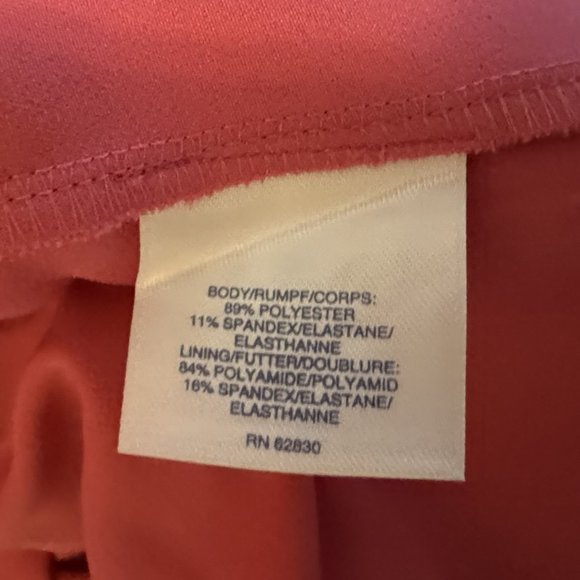 BODY/RUMPF/CORPS:
89% POLYESTER
11% SPANDEX/ELASTANE/
ELASTHANNE
LINING/FUTTER/DOUBLURE:
84% POLYAMIDE/POLYAMID
16% SPANDEX/ELASTANE/
ELASTHANNE
RN 62830